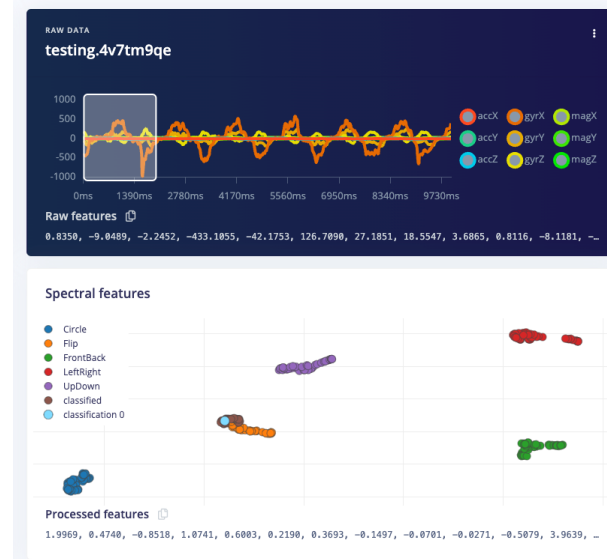 RAW DATA
testing.4v7tm9qe
1000
500
0
-500
-1000
0ms 1390ms 2780ms 4170ms 5560ms 6950ms 8340ms 9730ms
accX gyrX magX
accY gyrY magY
accZ gyrZ magZ
Raw features
0.8350, -9.0489, -2.2452, -433.1055, -42.1753, 126.7090, 27.1851, 18.5547, 3.6865, 0.8116, -8.1181, -…
Spectral features
Circle
Flip
FrontBack
LeftRight
UpDown
classified
classification 0
Processed features
1.9969, 0.4740, -0.8518, 1.0741, 0.6003, 0.2190, 0.3693, -0.1497, -0.0701, -0.0271, -0.5079, 3.9639, …